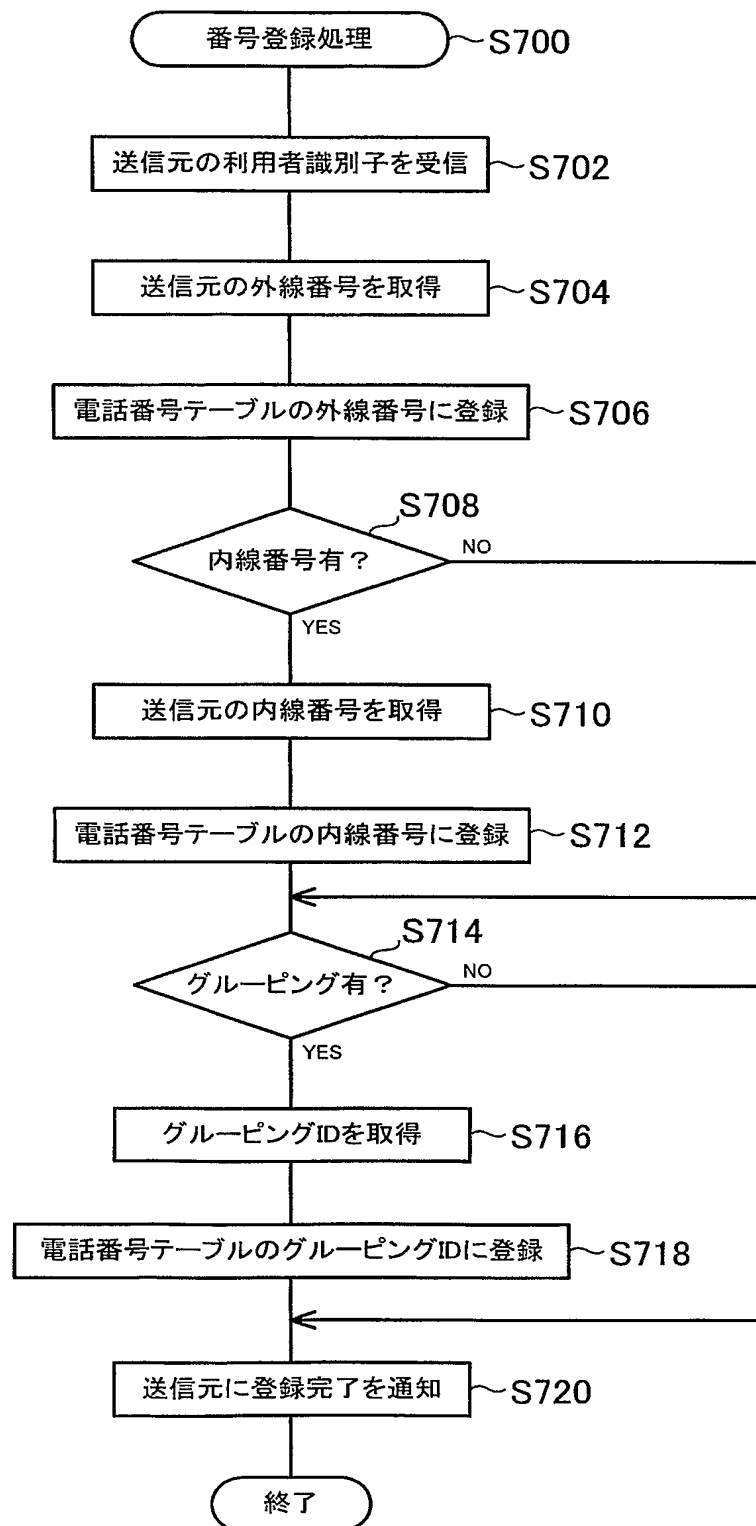 番号登録処理 S700
送信元の利用者識別子を受信 S702
送信元の外線番号を取得 S704
電話番号テーブルの外線番号に登録 S706
S708
内線番号有？ NO
YES
送信元の内線番号を取得 S710
電話番号テーブルの内線番号に登録 S712
S714
グルーピング有？ NO
YES
グルーピングIDを取得 S716
電話番号テーブルのグルーピングIDに登録 S718
送信元に登録完了を通知 S720
終了